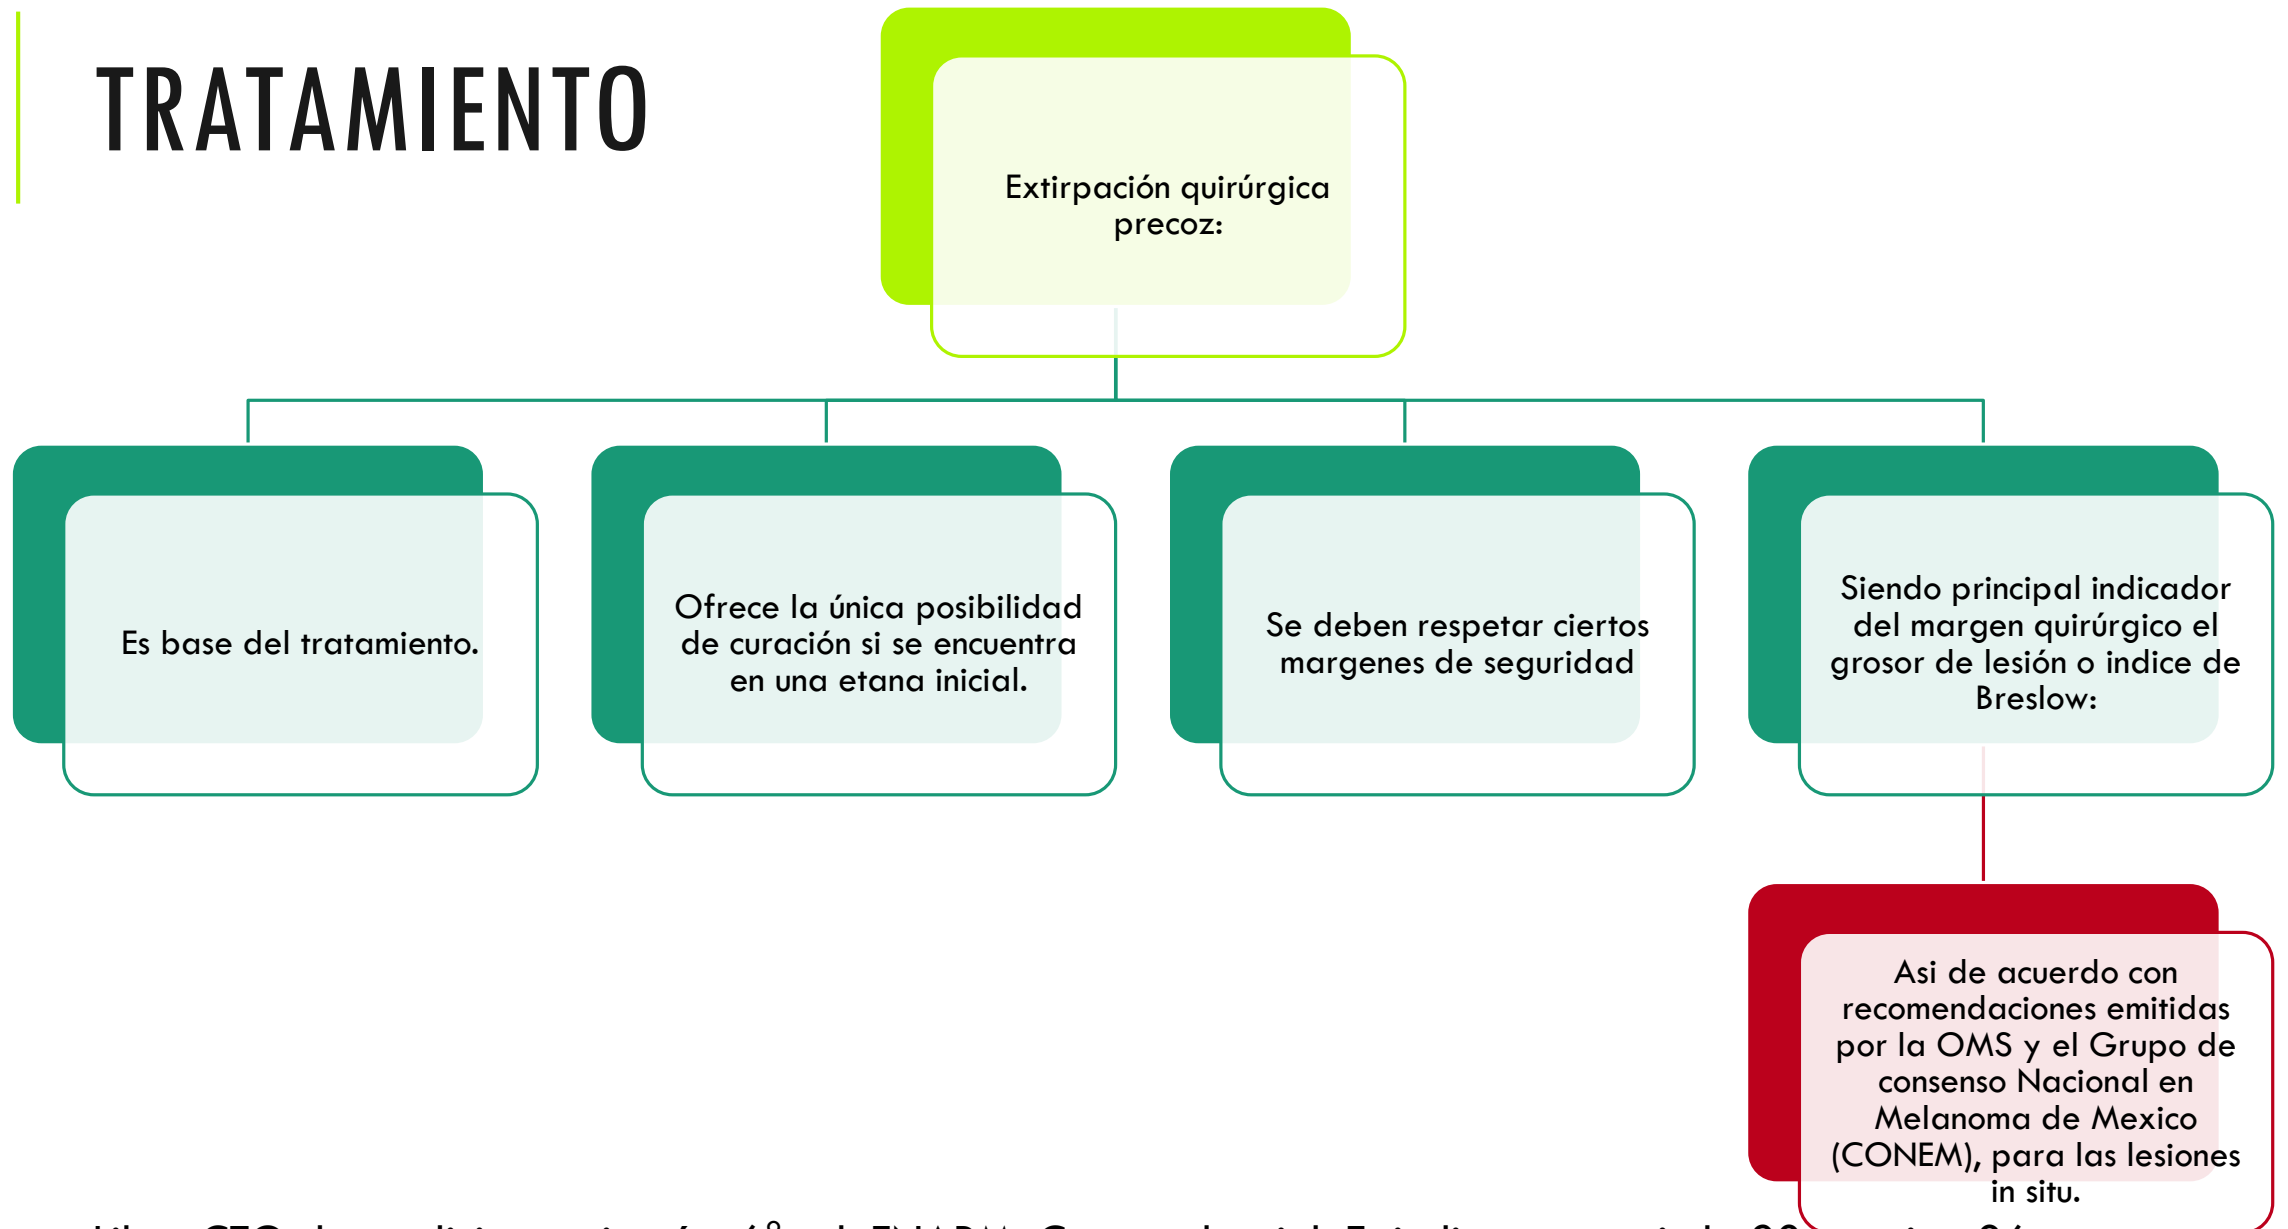 TRATAMIENTO
Extirpación quirúrgica
precoz:
Es base del tratamiento.
Ofrece la única posibilidad
de curación si se encuentra
en una etana inicial.
Se deben respetar ciertos
margenes de seguridad
Siendo principal indicador
del margen quirúrgico el
grosor de lesión o indice de
Breslow:
Asi de acuerdo con
recomendaciones emitidas
por la OMS y el Grupo de
consenso Nacional en
Melanoma de Mexico
(CONEM), para las lesiones
in situ.